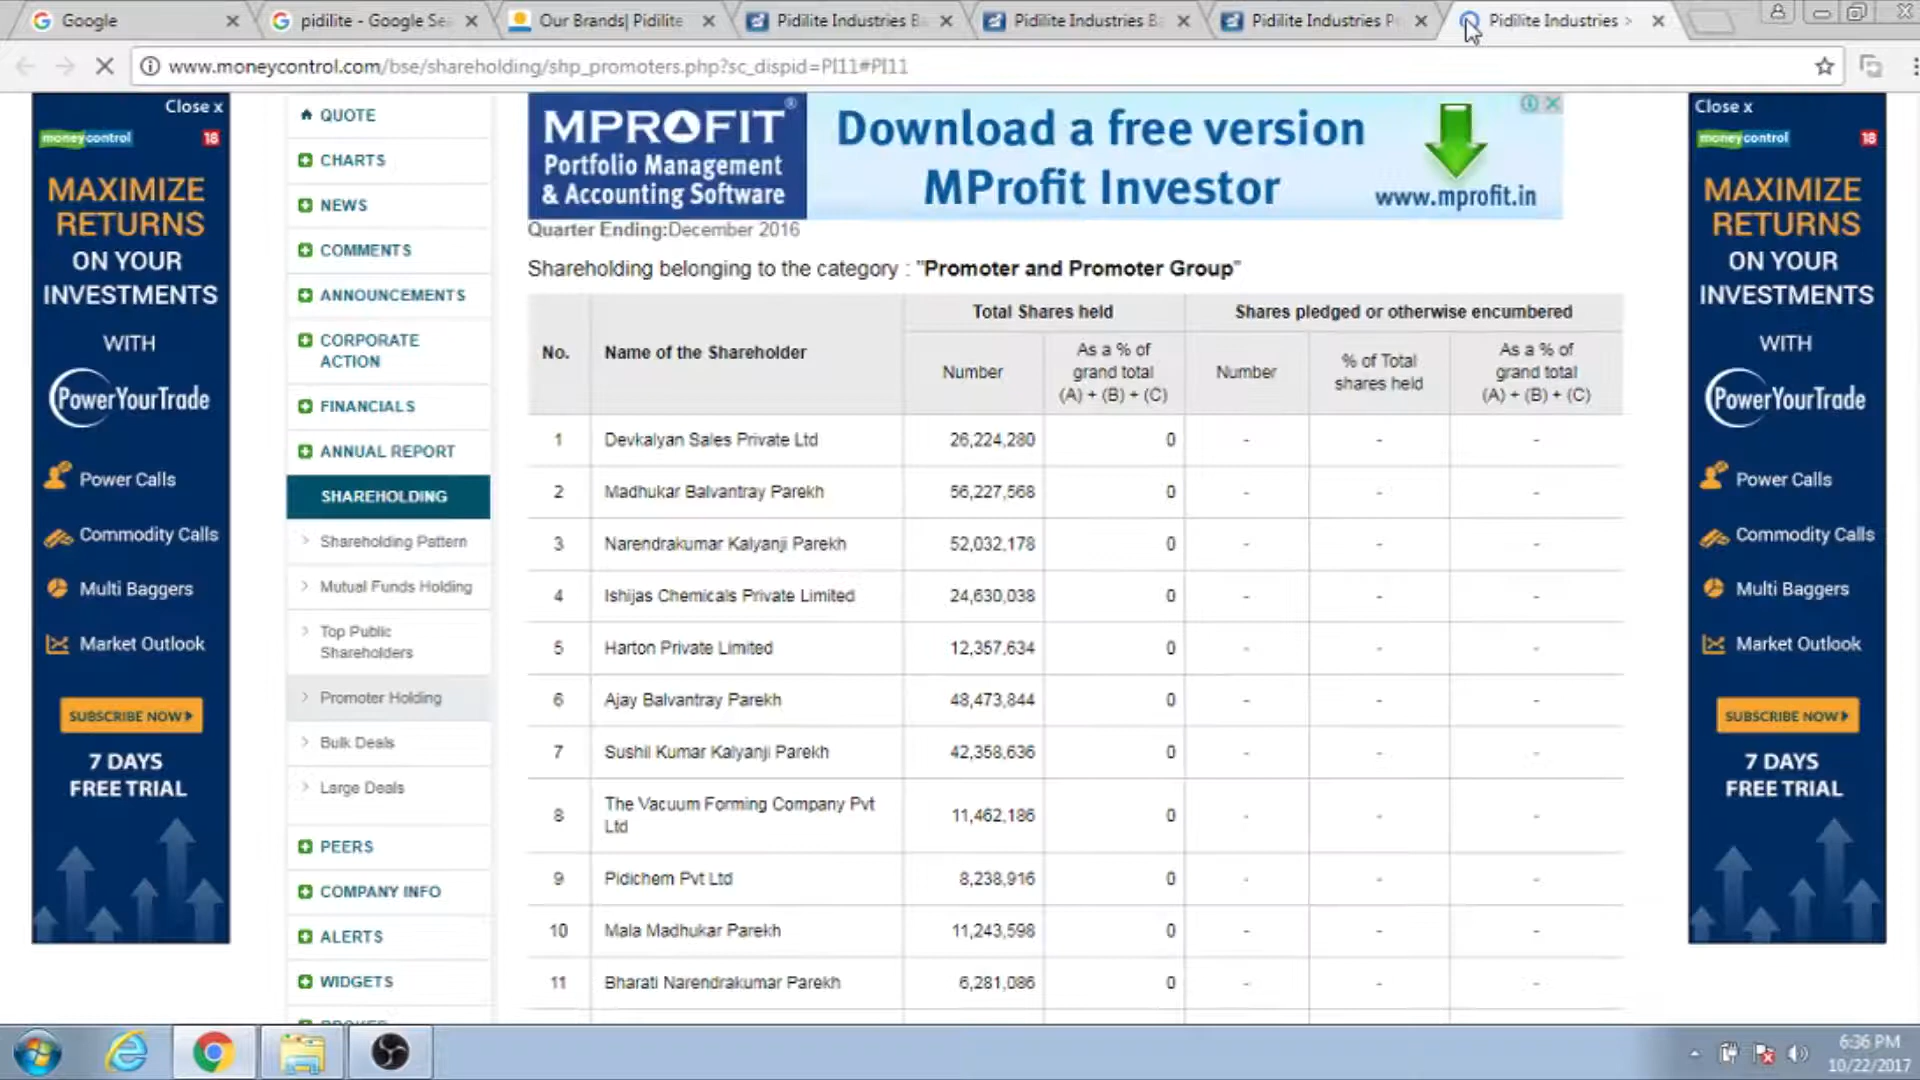 Google
pidilite - Google Se
Our Brands| Pidilite
Pidilite Industries B
Pidilite Industries B
Pidilite Industries P
Pidilite Industries >
www.moneycontrol.com/bse/shareholding/shp_promoters.php?sc_dispid=PI11#PI11
Close x
moneycontrol 18
MAXIMIZE
RETURNS
ON YOUR
INVESTMENTS
WITH
PowerYourTrade
Power Calls
Commodity Calls
Multi Baggers
Market Outlook
SUBSCRIBE NOW
7 DAYS
FREE TRIAL
QUOTE
CHARTS
NEWS
COMMENTS
ANNOUNCEMENTS
CORPORATE
ACTION
FINANCIALS
ANNUAL REPORT
SHAREHOLDING
Shareholding Pattern
Mutual Funds Holding
Top Public
Shareholders
Promoter Holding
Bulk Deals
Large Deals
PEERS
COMPANY INFO
ALERTS
WIDGETS
MPROFIT®
Portfolio Management
& Accounting Software
Download a free version
MProfit Investor
www.mprofit.in
Quarter Ending:December 2016
Shareholding belonging to the category : "Promoter and Promoter Group"
No. Name of the Shareholder Total Shares held Shares pledged or otherwise encumbered
Number As a % of grand total (A) + (B) + (C) Number % of Total shares held As a % of grand total (A) + (B) + (C)
1 Devkalyan Sales Private Ltd 26,224,280 0 - - -
2 Madhukar Balvantray Parekh 56,227,568 0 - - -
3 Narendrakumar Kalyanji Parekh 52,032,178 0 - - -
4 Ishijas Chemicals Private Limited 24,630,038 0 - - -
5 Harton Private Limited 12,357,634 0 - - -
6 Ajay Balvantray Parekh 48,473,844 0 - - -
7 Sushil Kumar Kalyanji Parekh 42,358,636 0 - - -
8 The Vacuum Forming Company Pvt
Ltd 11,462,186 0 - - -
9 Pidichem Pvt Ltd 8,238,916 0 - - -
10 Mala Madhukar Parekh 11,243,598 0 - - -
11 Bharati Narendrakumar Parekh 6,281,086 0 - - -
Close x
moneycontrol 18
MAXIMIZE
RETURNS
ON YOUR
INVESTMENTS
WITH
PowerYourTrade
Power Calls
Commodity Calls
Multi Baggers
Market Outlook
SUBSCRIBE NOW
7 DAYS
FREE TRIAL
6:36 PM
10/22/2017